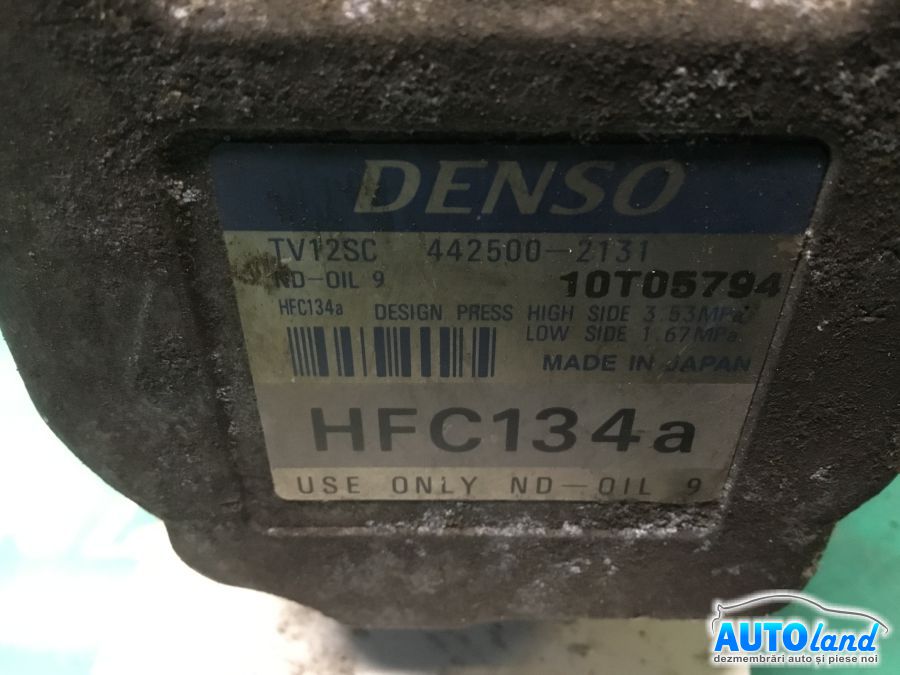 DENSO
TV12SC 442500-2131
ND-OIL 9 10T05794
HFC134a DESIGN PRESS HIGH SIDE 3.53MPa
LOW SIDE 1.67MPa
MADE IN JAPAN
HFC134a
USE ONLY ND-OIL 9
AUTOland
dezmembrări auto și piese noi